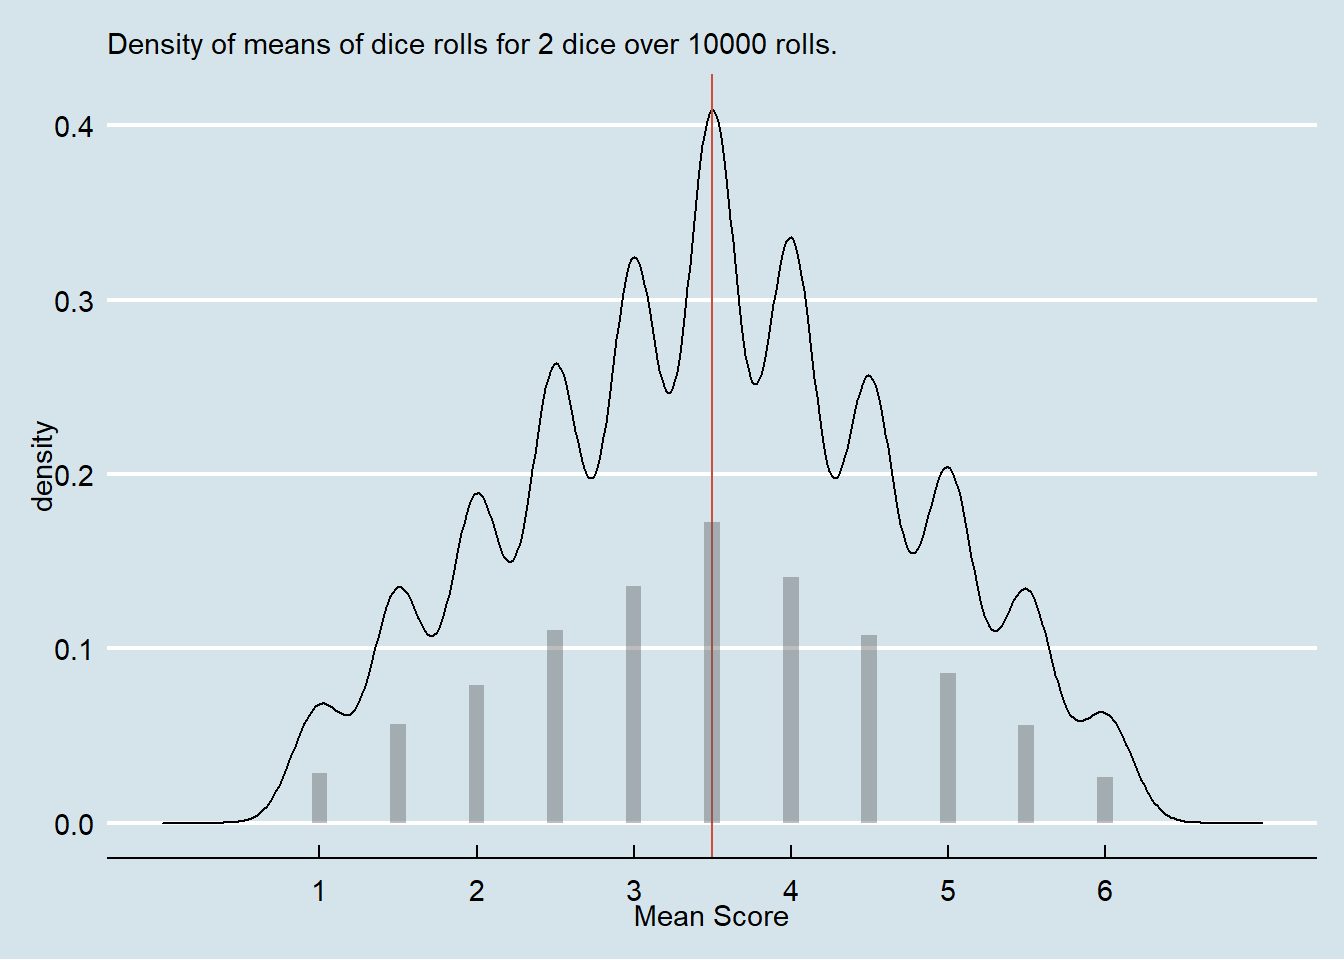 Density of means of dice rolls for 2 dice over 10000 rolls.
0.4
0.3
0.2
0.1
0.0
density
1 2 3 4 5 6
Mean Score